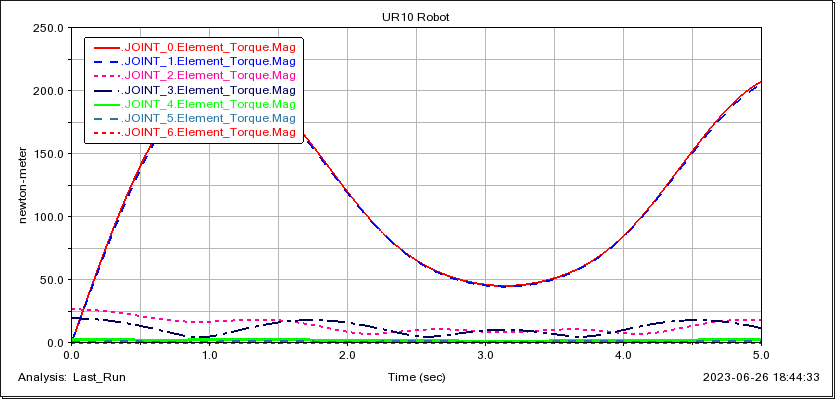 UR10 Robot
250.0
200.0
150.0
100.0
50.0
0.0
newton-meter
.JOINT_0.Element_Torque.Mag
.JOINT_1.Element_Torque.Mag
.JOINT_2.Element_Torque.Mag
.JOINT_3.Element_Torque.Mag
.JOINT_4.Element_Torque.Mag
.JOINT_5.Element_Torque.Mag
.JOINT_6.Element_Torque.Mag
0.0 1.0 2.0 3.0 4.0 5.0
Analysis: Last_Run Time (sec) 2023-06-26 18:44:33